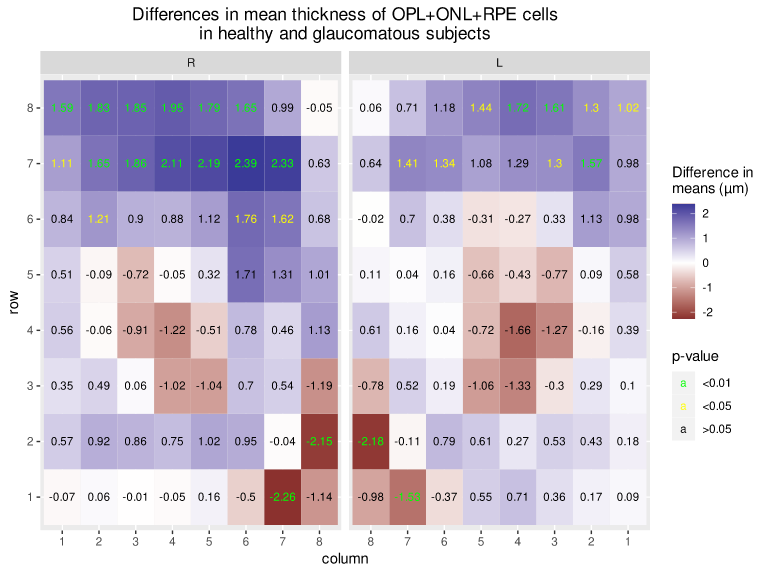 Differences in mean thickness of OPL+ONL+RPE cells
in healthy and glaucomatous subjects
R L
8 1.59 1.83 1.85 1.95 1.79 1.65 0.99 -0.05 0.06 0.71 1.18 1.44 1.72 1.61 1.3 1.02
7 1.11 1.65 1.86 2.11 2.19 2.39 2.33 0.63 0.64 1.41 1.34 1.08 1.29 1.3 1.57 0.98
6 0.84 1.21 0.9 0.88 1.12 1.76 1.62 0.68 -0.02 0.7 0.38 -0.31 -0.27 0.33 1.13 0.98
5 0.51 -0.09 -0.72 -0.05 0.32 1.71 1.31 1.01 0.11 0.04 0.16 -0.66 -0.43 -0.77 0.09 0.58
4 0.56 -0.06 -0.91 -1.22 -0.51 0.78 0.46 1.13 0.61 0.16 0.04 -0.72 -1.66 -1.27 -0.16 0.39
3 0.35 0.49 0.06 -1.02 -1.04 0.7 0.54 -1.19 -0.78 0.52 0.19 -1.06 -1.33 -0.3 0.29 0.1
2 0.57 0.92 0.86 0.75 1.02 0.95 -0.04 -2.15 -2.18 -0.11 0.79 0.61 0.27 0.53 0.43 0.18
1 -0.07 0.06 -0.01 -0.05 0.16 -0.5 -2.26 -1.14 -0.98 -1.53 -0.37 0.55 0.71 0.36 0.17 0.09
1 2 3 4 5 6 7 8 8 7 6 5 4 3 2 1
column
row
Difference in
means (µm)
2
1
0
-1
-2
p-value
a <0.01
a <0.05
a >0.05